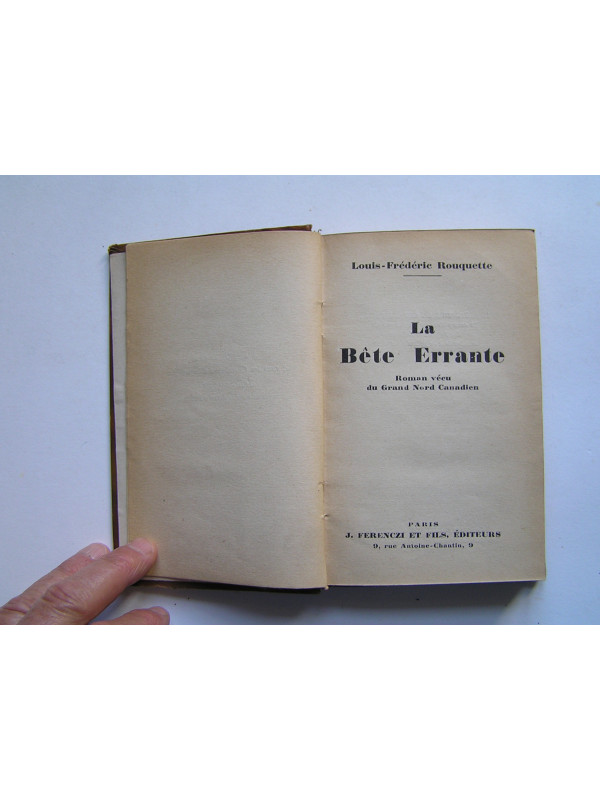 Louis-Frédéric Rouquette
La
Bête Errante
Roman vécu
du Grand Nord Canadien
PARIS
J. FERENCZI ET FILS, ÉDITEURS
9, rue Antoine-Chantin, 9